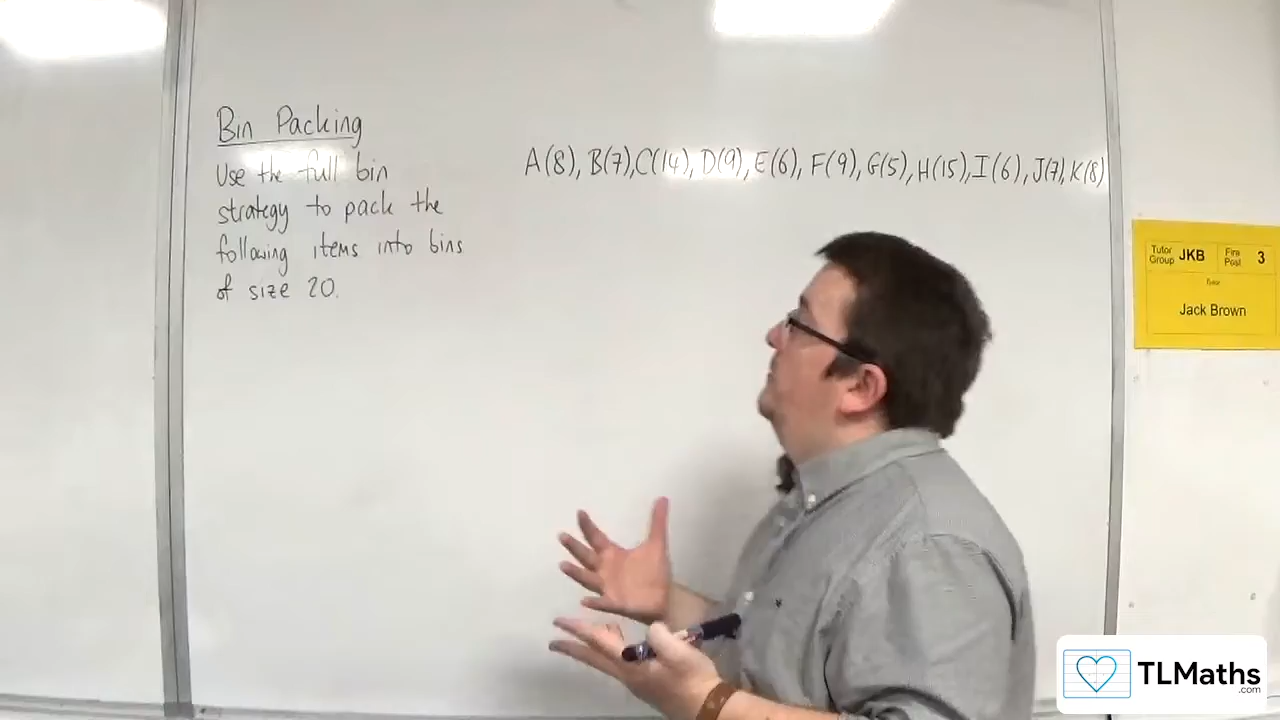 Bin Packing
Use the full bin
strategy to pack the
following items into bins
of size 20.
A(8), B(7), C(14), D(9), E(6), F(9), G(5), H(15), I(6), J(7), K(8)
Tutor Group JKB Fire Post 3
Tutor
Jack Brown
TLMaths
.com